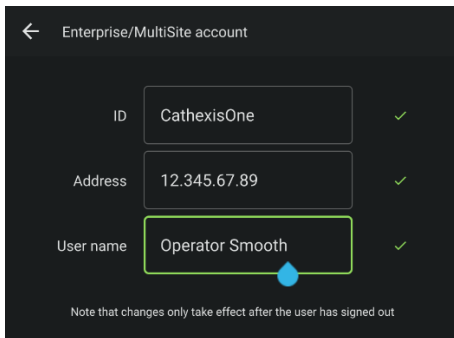 Enterprise/MultiSite account
ID CathexisOne
Address 12.345.67.89
User name Operator Smooth
Note that changes only take effect after the user has signed out